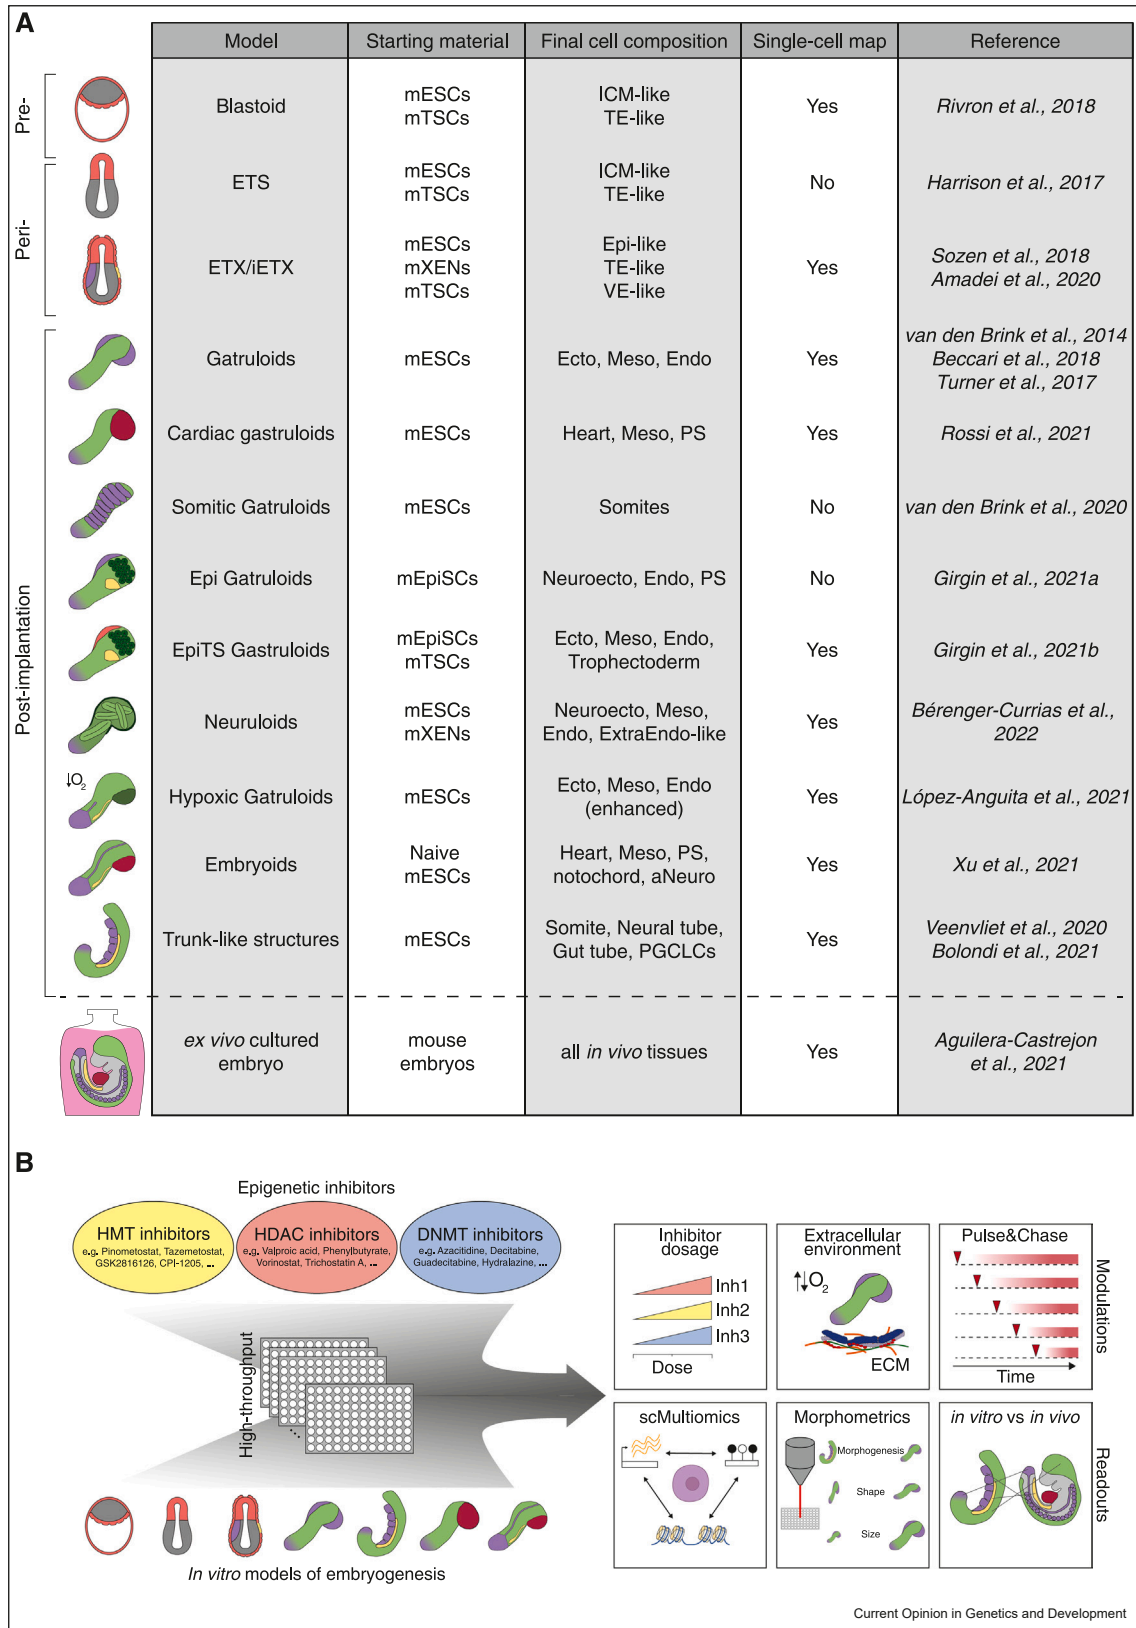 A
Model Starting material Final cell composition Single-cell map Reference
Pre-
Blastoid
mESCs
mTSCs
ICM-like
TE-like
Yes
Rivron et al., 2018
Peri-
ETS
mESCs
mTSCs
ICM-like
TE-like
No
Harrison et al., 2017
ETX/iETX
mESCs
mXENs
mTSCs
Epi-like
TE-like
VE-like
Yes
Sozen et al., 2018
Amadei et al., 2020
Post-implantation
Gatruloids
mESCs
Ecto, Meso, Endo
Yes
van den Brink et al., 2014
Beccari et al., 2018
Turner et al., 2017
Cardiac gastruloids
mESCs
Heart, Meso, PS
Yes
Rossi et al., 2021
Somitic Gatruloids
mESCs
Somites
No
van den Brink et al., 2020
Epi Gatruloids
mEpiSCs
Neuroecto, Endo, PS
No
Girgin et al., 2021a
EpiTS Gastruloids
mEpiSCs
mTSCs
Ecto, Meso, Endo,
Trophectoderm
Yes
Girgin et al., 2021b
Neuruloids
mESCs
mXENs
Neuroecto, Meso,
Endo, ExtraEndo-like
Yes
Bérenger-Currias et al.,
2022
↓O2
Hypoxic Gatruloids
mESCs
Ecto, Meso, Endo
(enhanced)
Yes
López-Anguita et al., 2021
Embryoids
Naive
mESCs
Heart, Meso, PS,
notochord, aNeuro
Yes
Xu et al., 2021
Trunk-like structures
mESCs
Somite, Neural tube,
Gut tube, PGCLCs
Yes
Veenvliet et al., 2020
Bolondi et al., 2021
ex vivo cultured
embryo
mouse
embryos
all in vivo tissues
Yes
Aguilera-Castrejon
et al., 2021
B
Epigenetic inhibitors
HMT inhibitors
e.g. Pinometostat, Tazemetostat,
GSK2816126, CPI-1205, ...
HDAC inhibitors
e.g. Valproic acid, Phenylbutyrate,
Vorinostat, Trichostatin A, ...
DNMT inhibitors
e.g. Azacitidine, Decitabine,
Guadecitabine, Hydralazine, ...
High-throughput
...
In vitro models of embryogenesis
Inhibitor
dosage
Inh1
Inh2
Inh3
Dose
Extracellular
environment
↑↓O2
ECM
Pulse&Chase
Time
Modulations
scMultiomics
Morphometrics
Morphogenesis
Shape
Size
in vitro vs in vivo
Readouts
Current Opinion in Genetics and Development